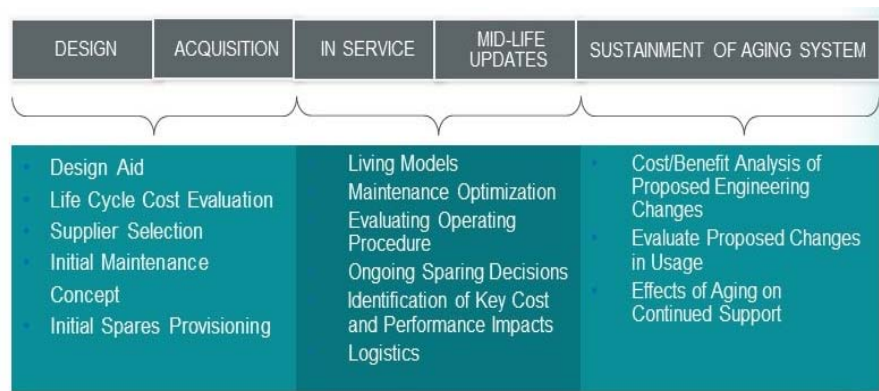 DESIGN
ACQUISITION
IN SERVICE
MID-LIFE
UPDATES
SUSTAINMENT OF AGING SYSTEM
Design Aid
Life Cycle Cost Evaluation
Supplier Selection
Initial Maintenance
Concept
Initial Spares Provisioning
Living Models
Maintenance Optimization
Evaluating Operating
Procedure
Ongoing Sparing Decisions
Identification of Key Cost
and Performance Impacts
Logistics
Cost/Benefit Analysis of
Proposed Engineering
Changes
Evaluate Proposed Changes
in Usage
Effects of Aging on
Continued Support